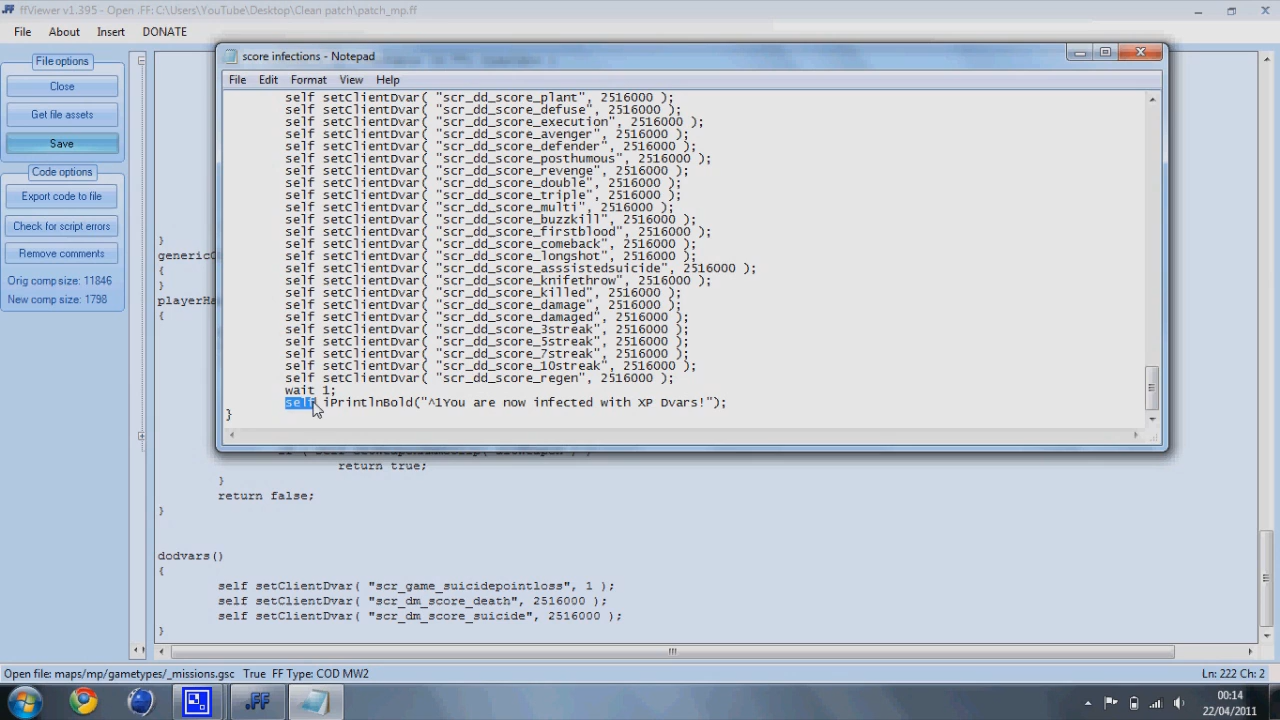 ffViewer v1.395 - Open .FF: C:\Users\YouTube\Desktop\Clean patch\patch_mp.ff
File About Insert DONATE
File options
Close
Get file assets
Save
Code options
Export code to file
Check for script errors
Remove comments
Orig comp size: 11846
New comp size: 1798
score infections - Notepad
File Edit Format View Help
self setClientDvar( "scr_dd_score_plant", 2516000 );
self setClientDvar( "scr_dd_score_defuse", 2516000 );
self setClientDvar( "scr_dd_score_execution", 2516000 );
self setClientDvar( "scr_dd_score_avenger", 2516000 );
self setClientDvar( "scr_dd_score_defender", 2516000 );
self setClientDvar( "scr_dd_score_posthumous", 2516000 );
self setClientDvar( "scr_dd_score_revenge", 2516000 );
self setClientDvar( "scr_dd_score_double", 2516000 );
self setClientDvar( "scr_dd_score_triple", 2516000 );
self setClientDvar( "scr_dd_score_multi", 2516000 );
self setClientDvar( "scr_dd_score_buzzkill", 2516000 );
self setClientDvar( "scr_dd_score_firstblood", 2516000 );
self setClientDvar( "scr_dd_score_comeback", 2516000 );
self setClientDvar( "scr_dd_score_longshot", 2516000 );
self setClientDvar( "scr_dd_score_asssistedsuicide", 2516000 );
self setClientDvar( "scr_dd_score_knifethrow", 2516000 );
self setClientDvar( "scr_dd_score_killed", 2516000 );
self setClientDvar( "scr_dd_score_damage", 2516000 );
self setClientDvar( "scr_dd_score_damaged", 2516000 );
self setClientDvar( "scr_dd_score_3streak", 2516000 );
self setClientDvar( "scr_dd_score_5streak", 2516000 );
self setClientDvar( "scr_dd_score_7streak", 2516000 );
self setClientDvar( "scr_dd_score_10streak", 2516000 );
self setClientDvar( "scr_dd_score_regen", 2516000 );
wait 1;
self iPrintlnBold("^1You are now infected with XP Dvars!");
}
}
{
}
{
return true;
}
return false;
}
dodvars()
{
self setClientDvar( "scr_game_suicidepointloss", 1 );
self setClientDvar( "scr_dm_score_death", 2516000 );
self setClientDvar( "scr_dm_score_suicide", 2516000 );
}
Open file: maps/mp/gametypes/_missions.gsc True FF Type: COD MW2
Ln: 222 Ch: 2
.FF
00:14
22/04/2011